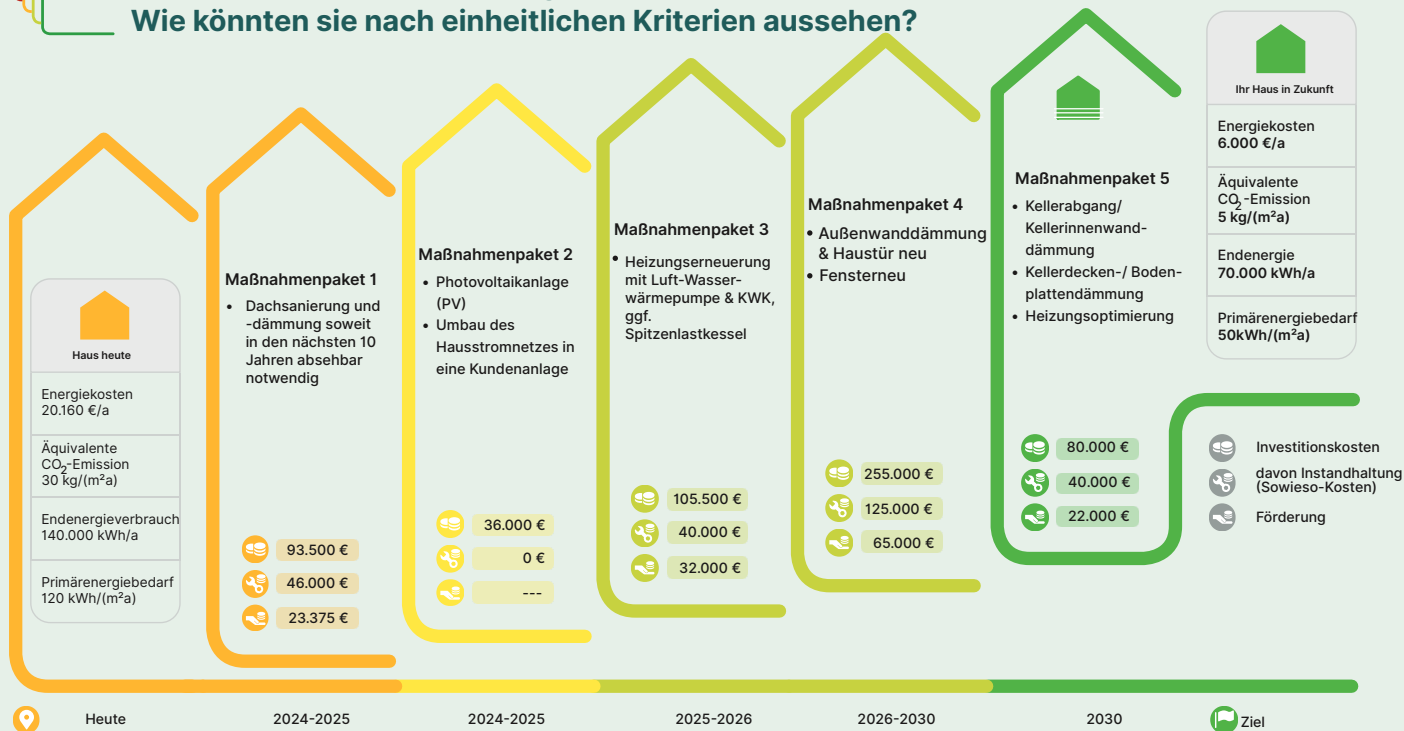 Wie könnten sie nach einheitlichen Kriterien aussehen?
Haus heute
Energiekosten
20.160 €/a
Äquivalente
CO2-Emission
30 kg/(m²a)
Endenergieverbrauch
140.000 kWh/a
Primärenergiebedarf
120 kWh/(m²a)
Maßnahmenpaket 1
• Dachsanierung und
-dämmung soweit
in den nächsten 10
Jahren absehbar
notwendig
93.500 €
46.000 €
23.375 €
Maßnahmenpaket 2
• Photovoltaikanlage
(PV)
• Umbau des
Hausstromnetzes in
eine Kundenanlage
36.000 €
0 €
---
Maßnahmenpaket 3
• Heizungserneuerung
mit Luft-Wasser-
wärmepumpe & KWK,
ggf.
Spitzenlastkessel
105.500 €
40.000 €
32.000 €
Maßnahmenpaket 4
• Außenwanddämmung
& Haustür neu
• Fensterneu
255.000 €
125.000 €
65.000 €
Maßnahmenpaket 5
• Kellerabgang/
Kellerinnenwand-
dämmung
• Kellerdecken-/ Boden-
plattendämmung
• Heizungsoptimierung
80.000 €
40.000 €
22.000 €
Ihr Haus in Zukunft
Energiekosten
6.000 €/a
Äquivalente
CO2-Emission
5 kg/(m²a)
Endenergie
70.000 kWh/a
Primärenergiebedarf
50kWh/(m²a)
Investitionskosten
davon Instandhaltung
(Sowieso-Kosten)
Förderung
Heute
2024-2025
2024-2025
2025-2026
2026-2030
2030
Ziel